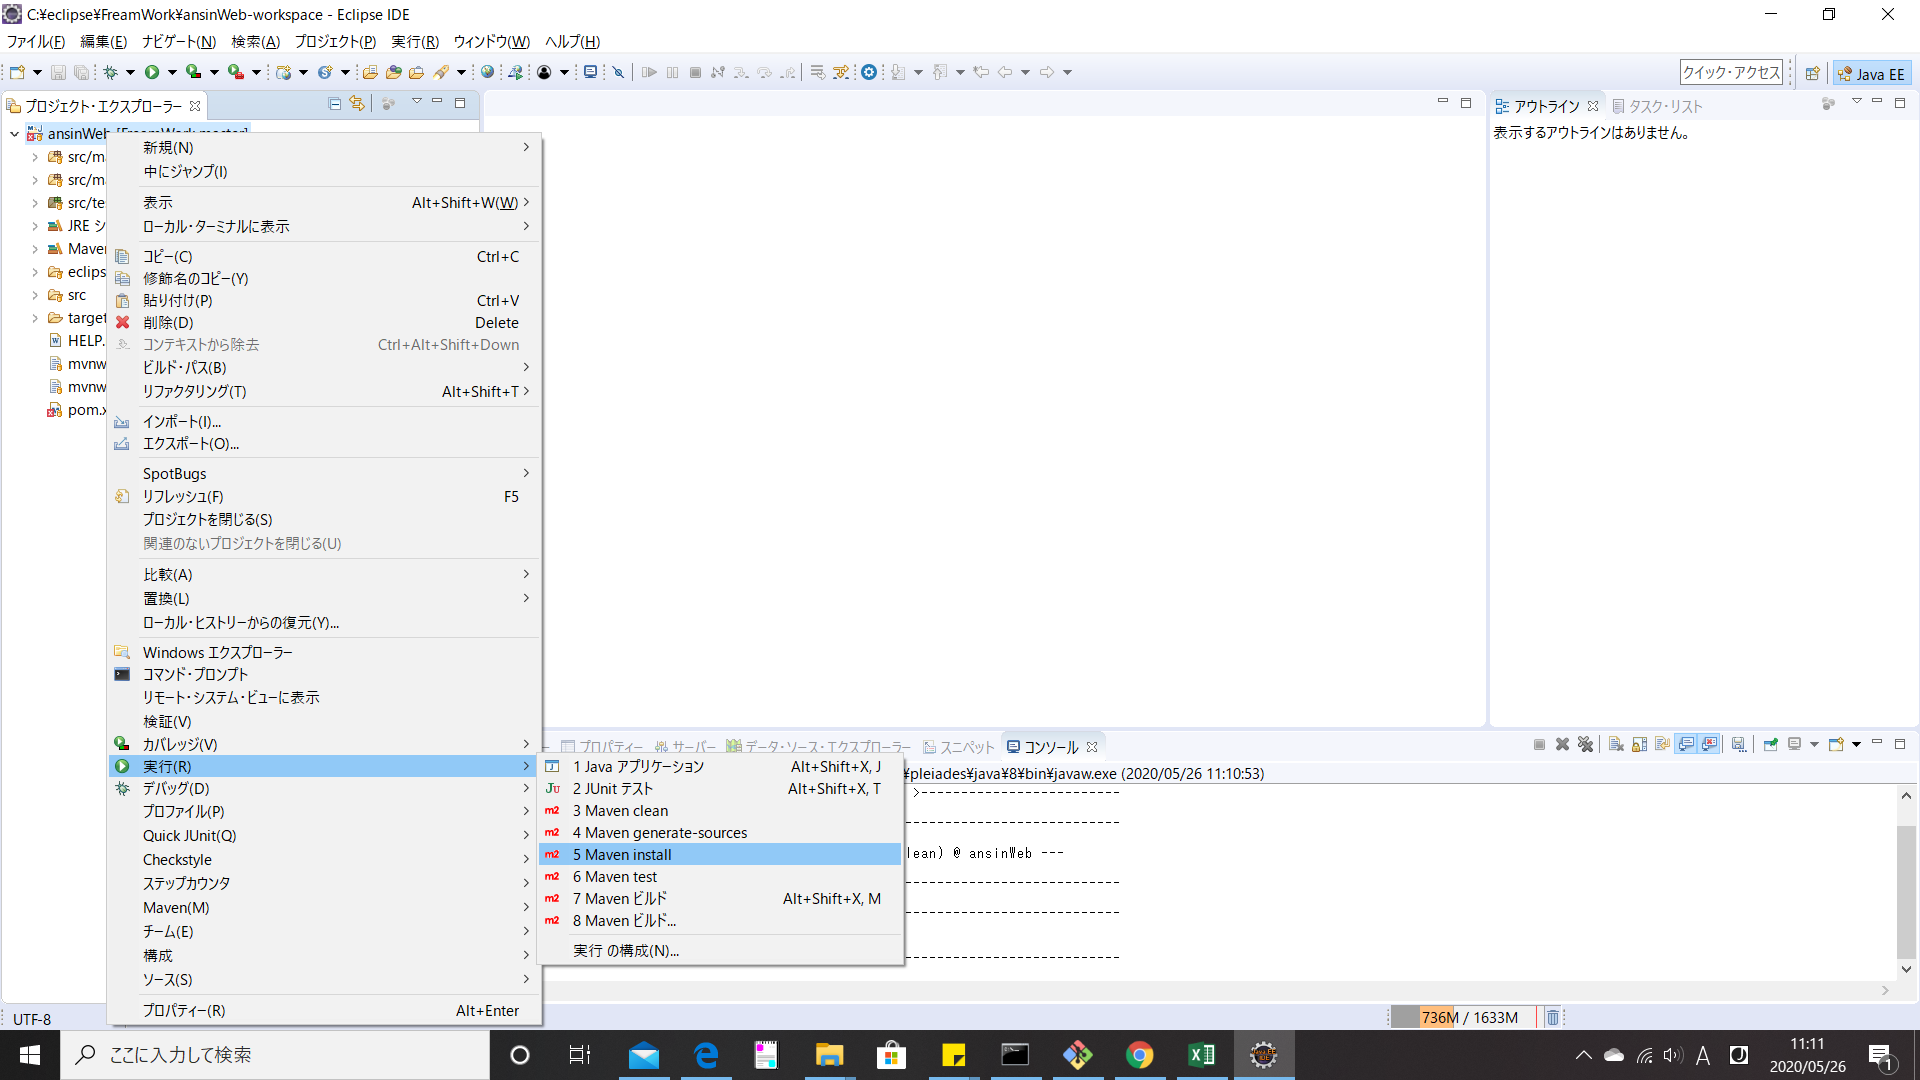 C:¥eclipse¥FreamWork¥ansinWeb-workspace - Eclipse IDE
ファイル(F) 編集(E) ナビゲート(N) 検索(A) プロジェクト(P) 実行(R) ウィンドウ(W) ヘルプ(H)
クイック・アクセス
Java EE
プロジェクト・エクスプローラー
アウトライン
タスク・リスト
表示するアウトラインはありません。
ansinWeb [FreamWork master]
src/m
src/m
src/te
JRE シ
Maven
eclips
src
target
HELP.
mvnw
mvnw
pom.x
新規(N)
中にジャンプ(I)
表示 Alt+Shift+W(W)
ローカル・ターミナルに表示
コピー(C) Ctrl+C
修飾名のコピー(Y)
貼り付け(P) Ctrl+V
削除(D) Delete
コンテキストから除去 Ctrl+Alt+Shift+Down
ビルド・パス(B)
リファクタリング(T) Alt+Shift+T
インポート(I)...
エクスポート(O)...
SpotBugs
リフレッシュ(F) F5
プロジェクトを閉じる(S)
関連のないプロジェクトを閉じる(U)
比較(A)
置換(L)
ローカル・ヒストリーからの復元(Y)...
Windows エクスプローラー
コマンド・プロンプト
リモート・システム・ビューに表示
検証(V)
カバレッジ(V)
実行(R)
デバッグ(D)
プロファイル(P)
Quick JUnit(Q)
Checkstyle
ステップカウンタ
Maven(M)
チーム(E)
構成
ソース(S)
プロパティー(R) Alt+Enter
プロパティー サーバー データ・ソース・エクスプローラー スニペット コンソール
1 Java アプリケーション Alt+Shift+X, J
2 JUnit テスト Alt+Shift+X, T
3 Maven clean
4 Maven generate-sources
5 Maven install
6 Maven test
7 Maven ビルド Alt+Shift+X, M
8 Maven ビルド...
実行 の構成(N)...
¥pleiades¥java¥8¥bin¥javaw.exe (2020/05/26 11:10:53)
>------------------------
------------------------
lean) @ ansinWeb ---
------------------------
------------------------
------------------------
UTF-8
736M / 1633M
ここに入力して検索
A
11:11
2020/05/26
1